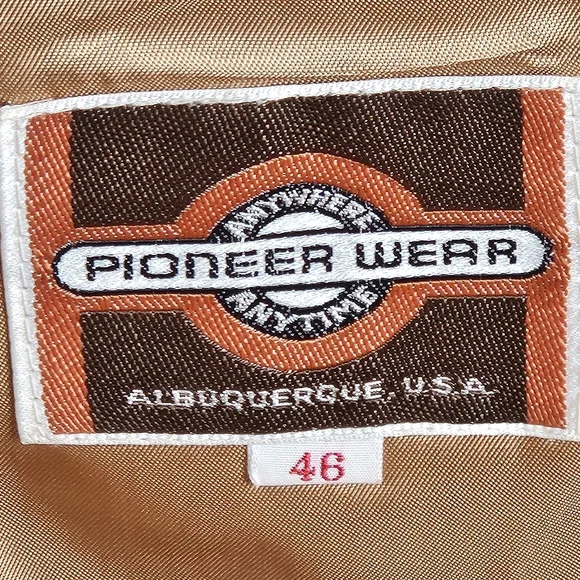 ANYWHERE
PIONEER WEAR
ANYTIME
ALBUQUERQUE, U.S.A.
46